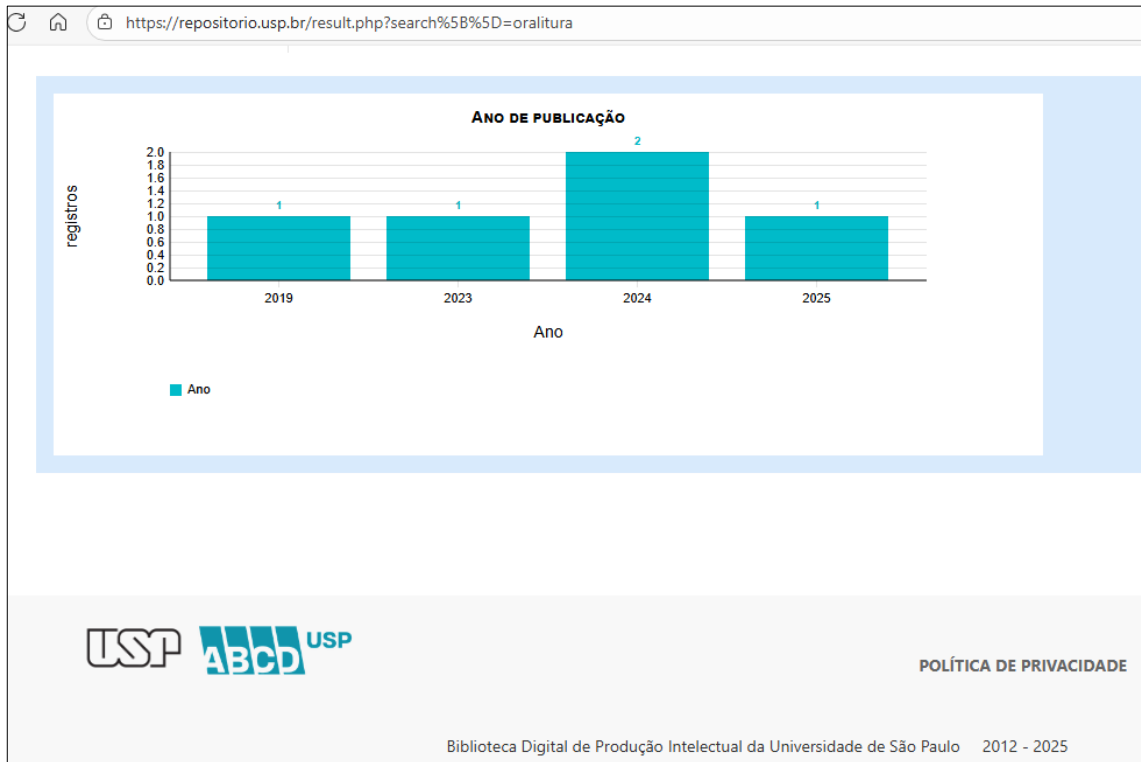 https://repositorio.usp.br/result.php?search%5B%5D=oralitura
Ano de publicação
2
2.0
1.8
1.6
1.4
1.2
1.0
0.8
0.6
0.4
0.2
0.0
registros
1
1
1
2019 2023 2024 2025
Ano
Ano
USP
ABCD USP
POLÍTICA DE PRIVACIDADE
Biblioteca Digital de Produção Intelectual da Universidade de São Paulo 2012 - 2025